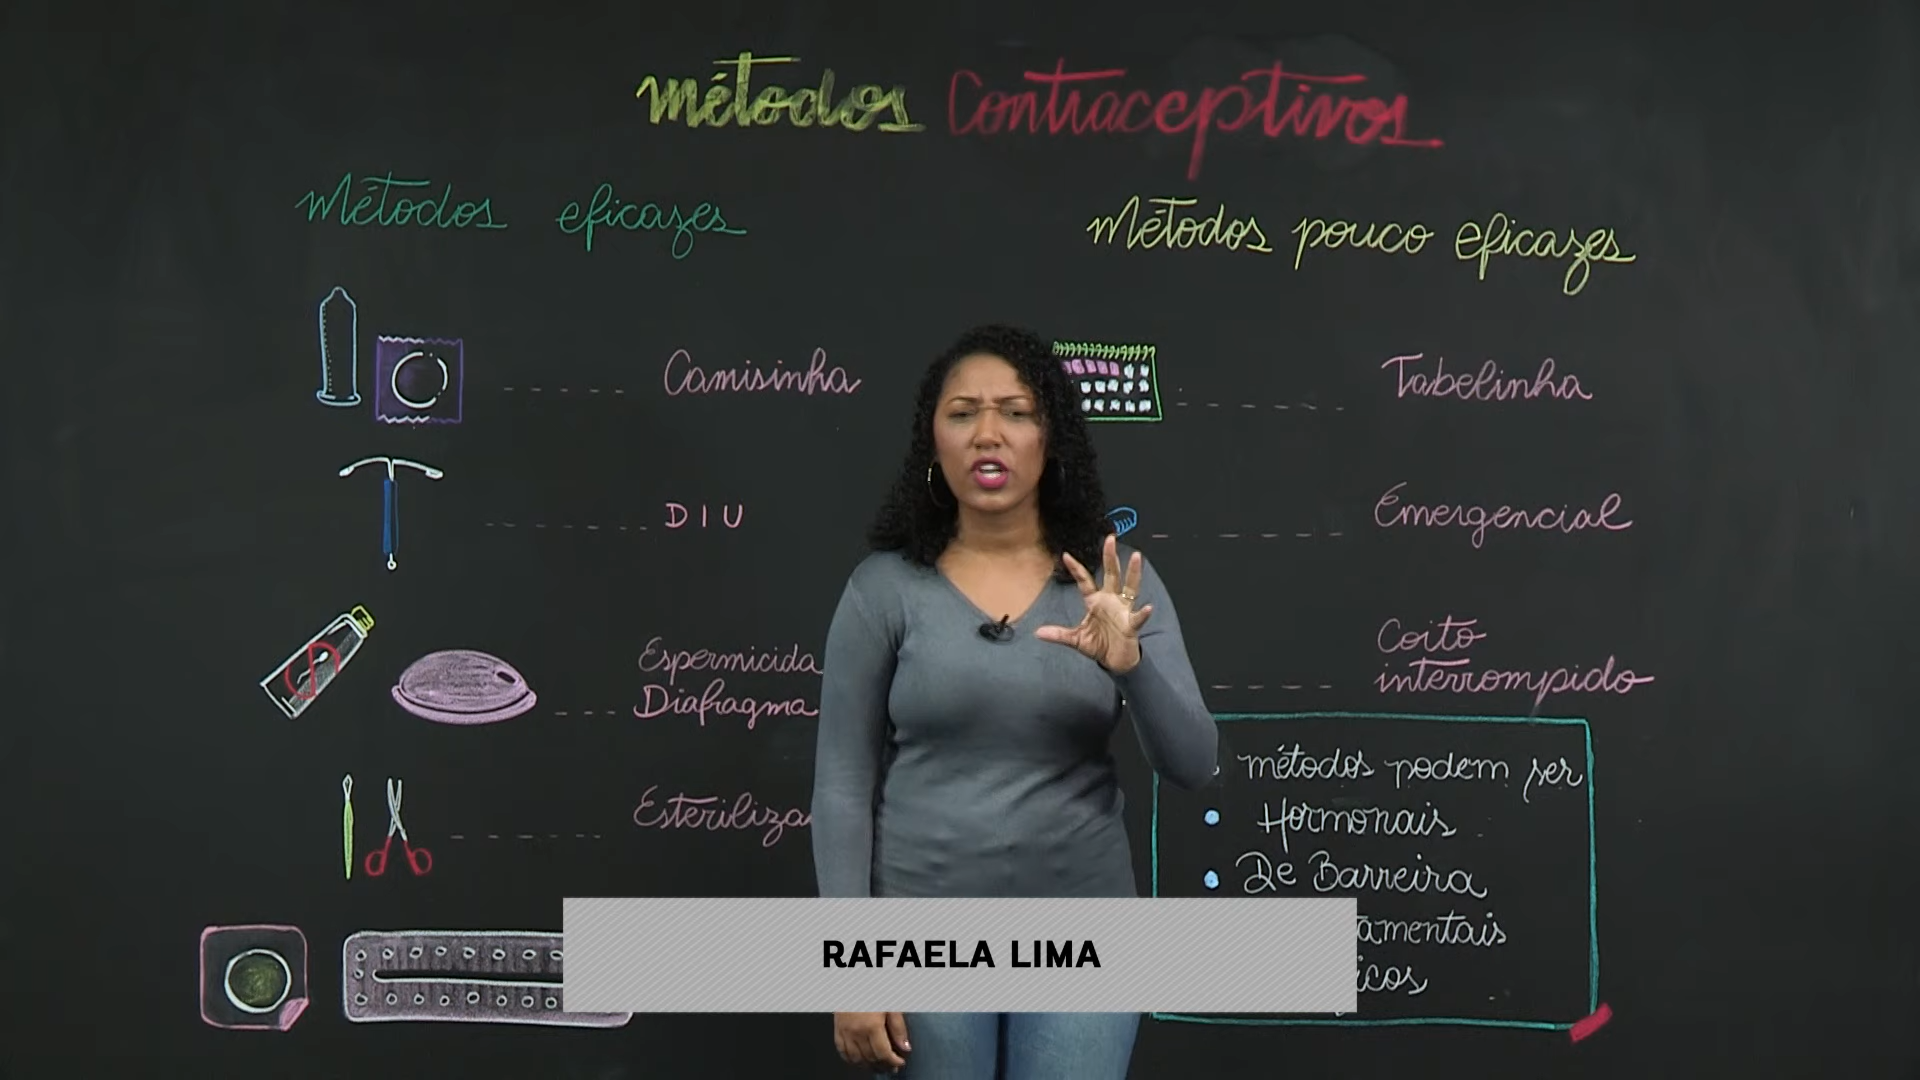 Métodos Contraceptivos
Métodos eficazes
Camisinha
DIU
Espermicida
Diafragma
Métodos pouco eficazes
Tabelinha
Emergencial
Coito
interrompido
métodos podem ser
• Hormonais
• De Barreira
RAFAELA LIMA